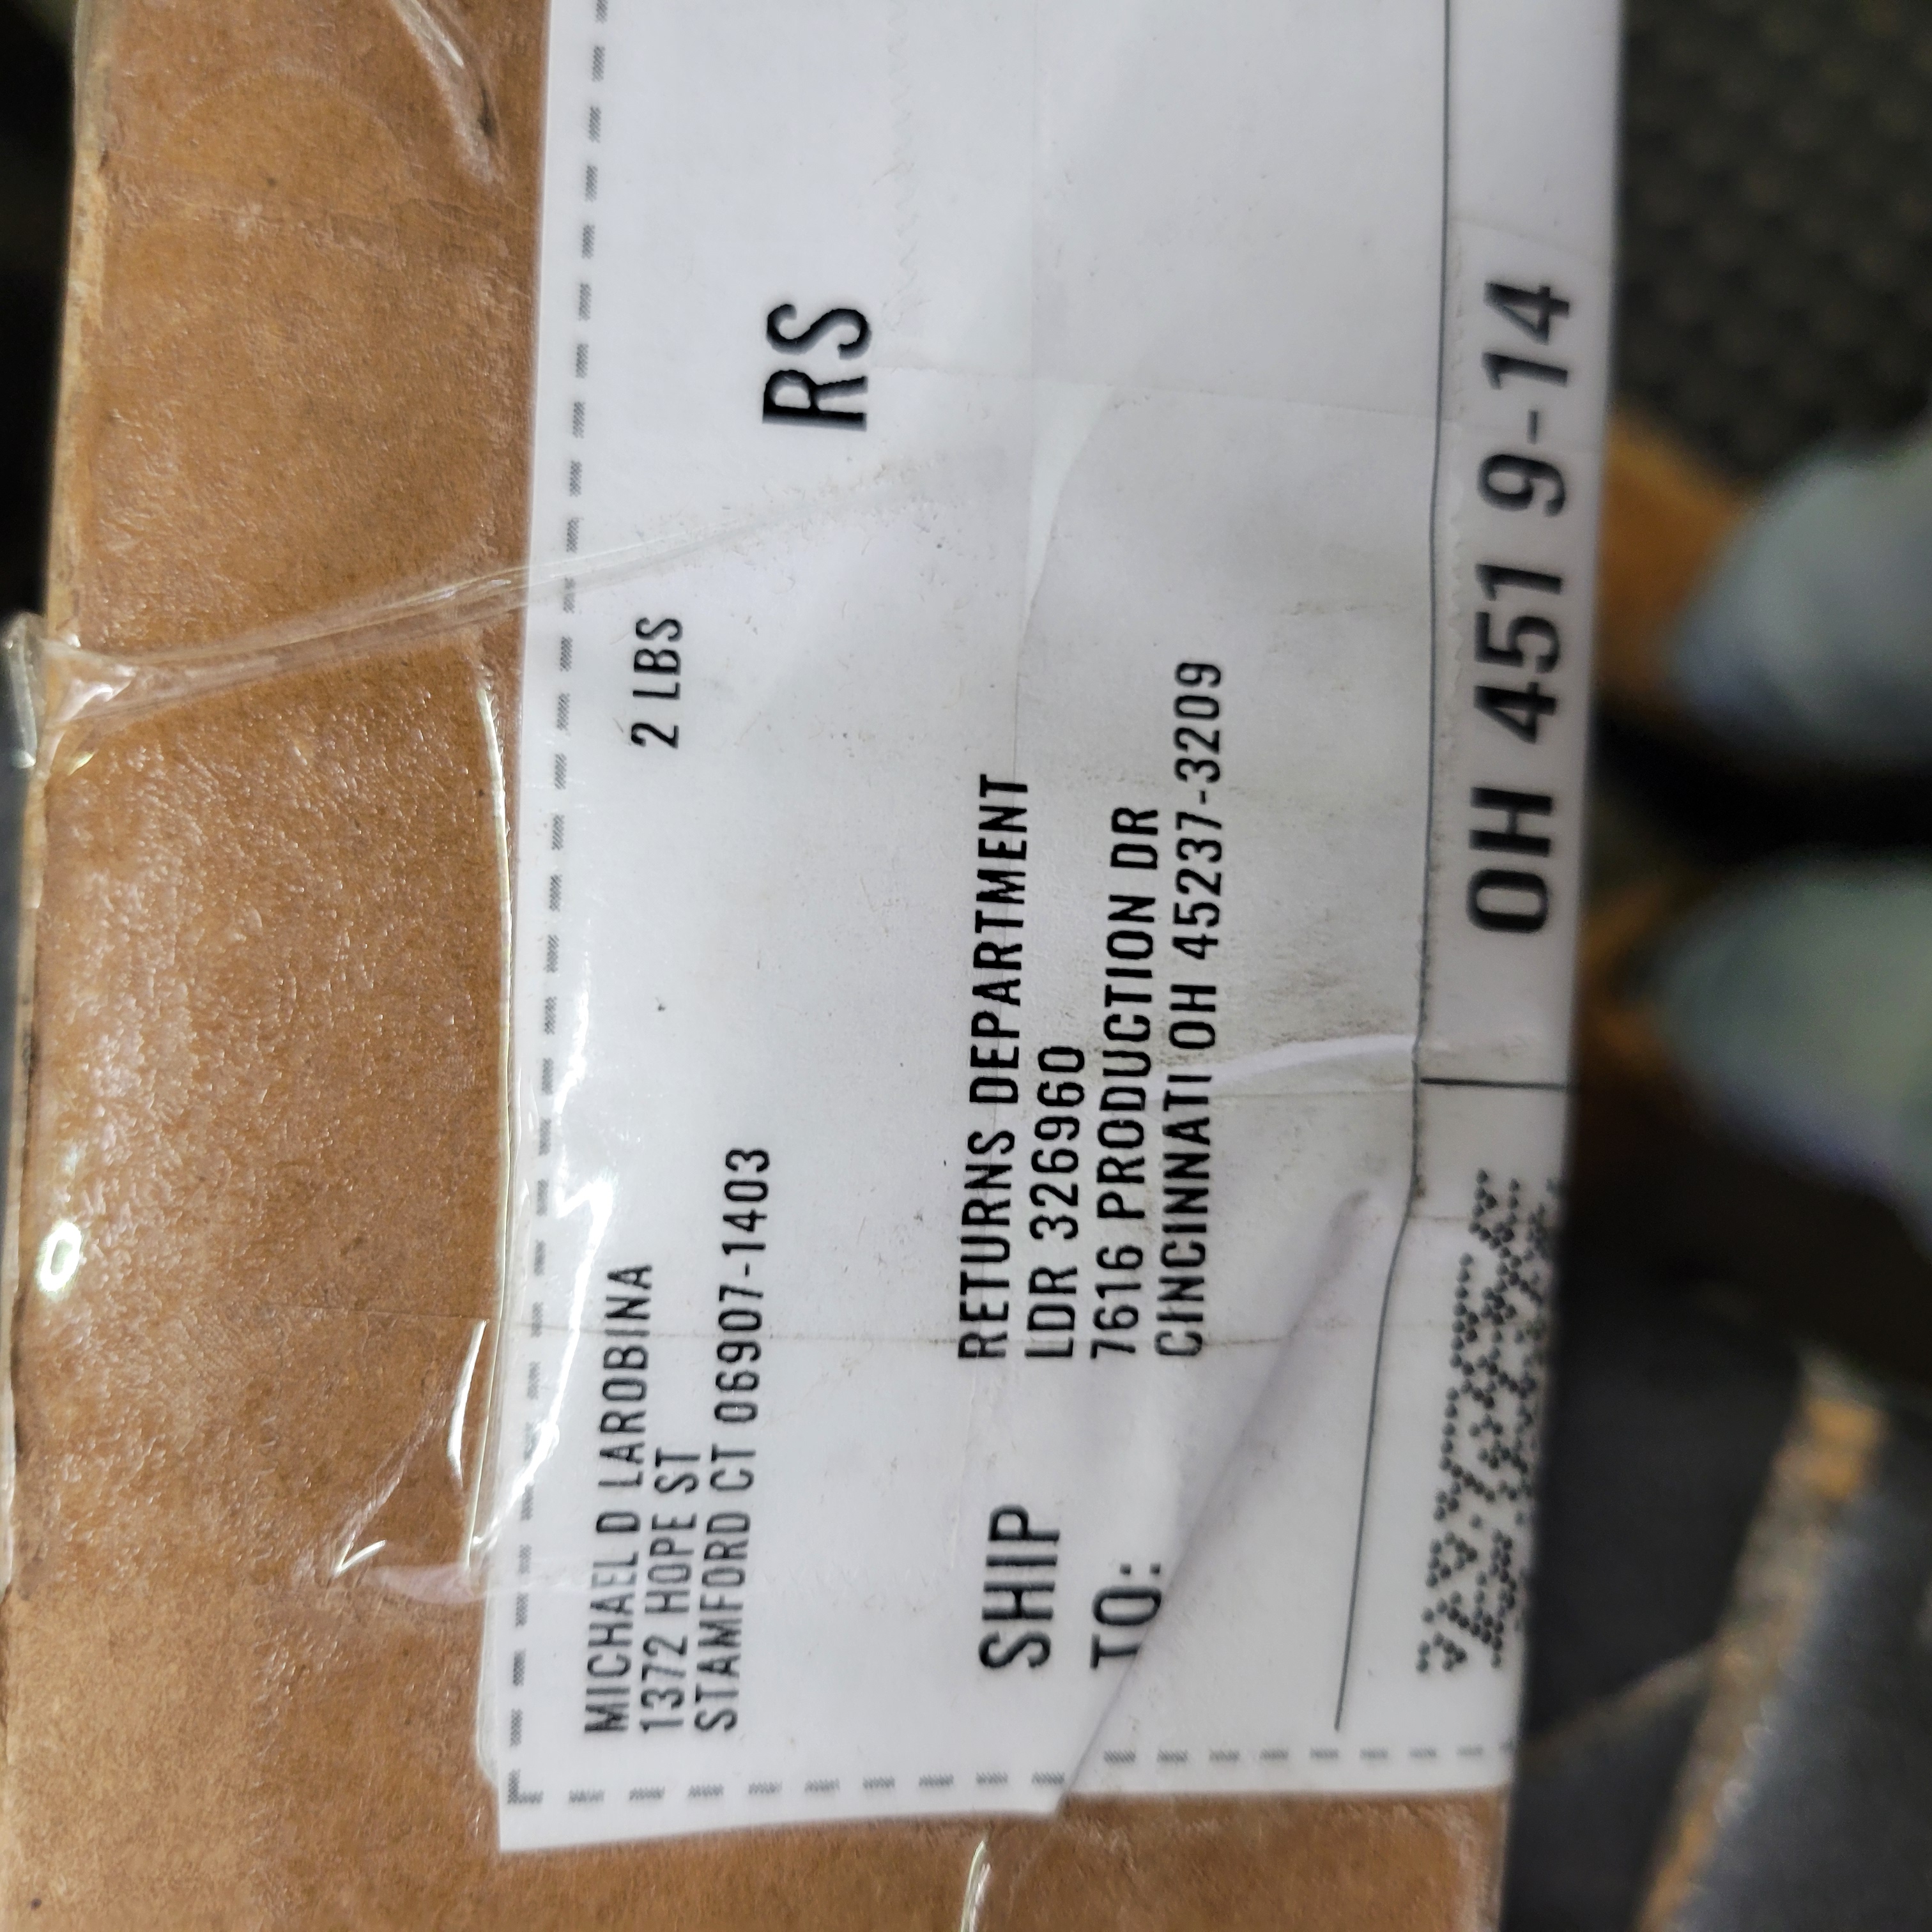 MICHAEL D LAROBINA
1372 HOPE ST
STAMFORD CT 06907-1403
2 LBS
RS
SHIP
TO:
RETURNS DEPARTMENT
LDR 326960
7616 PRODUCTION DR
CINCINNATI OH 45237-3209
OH 451 9-14